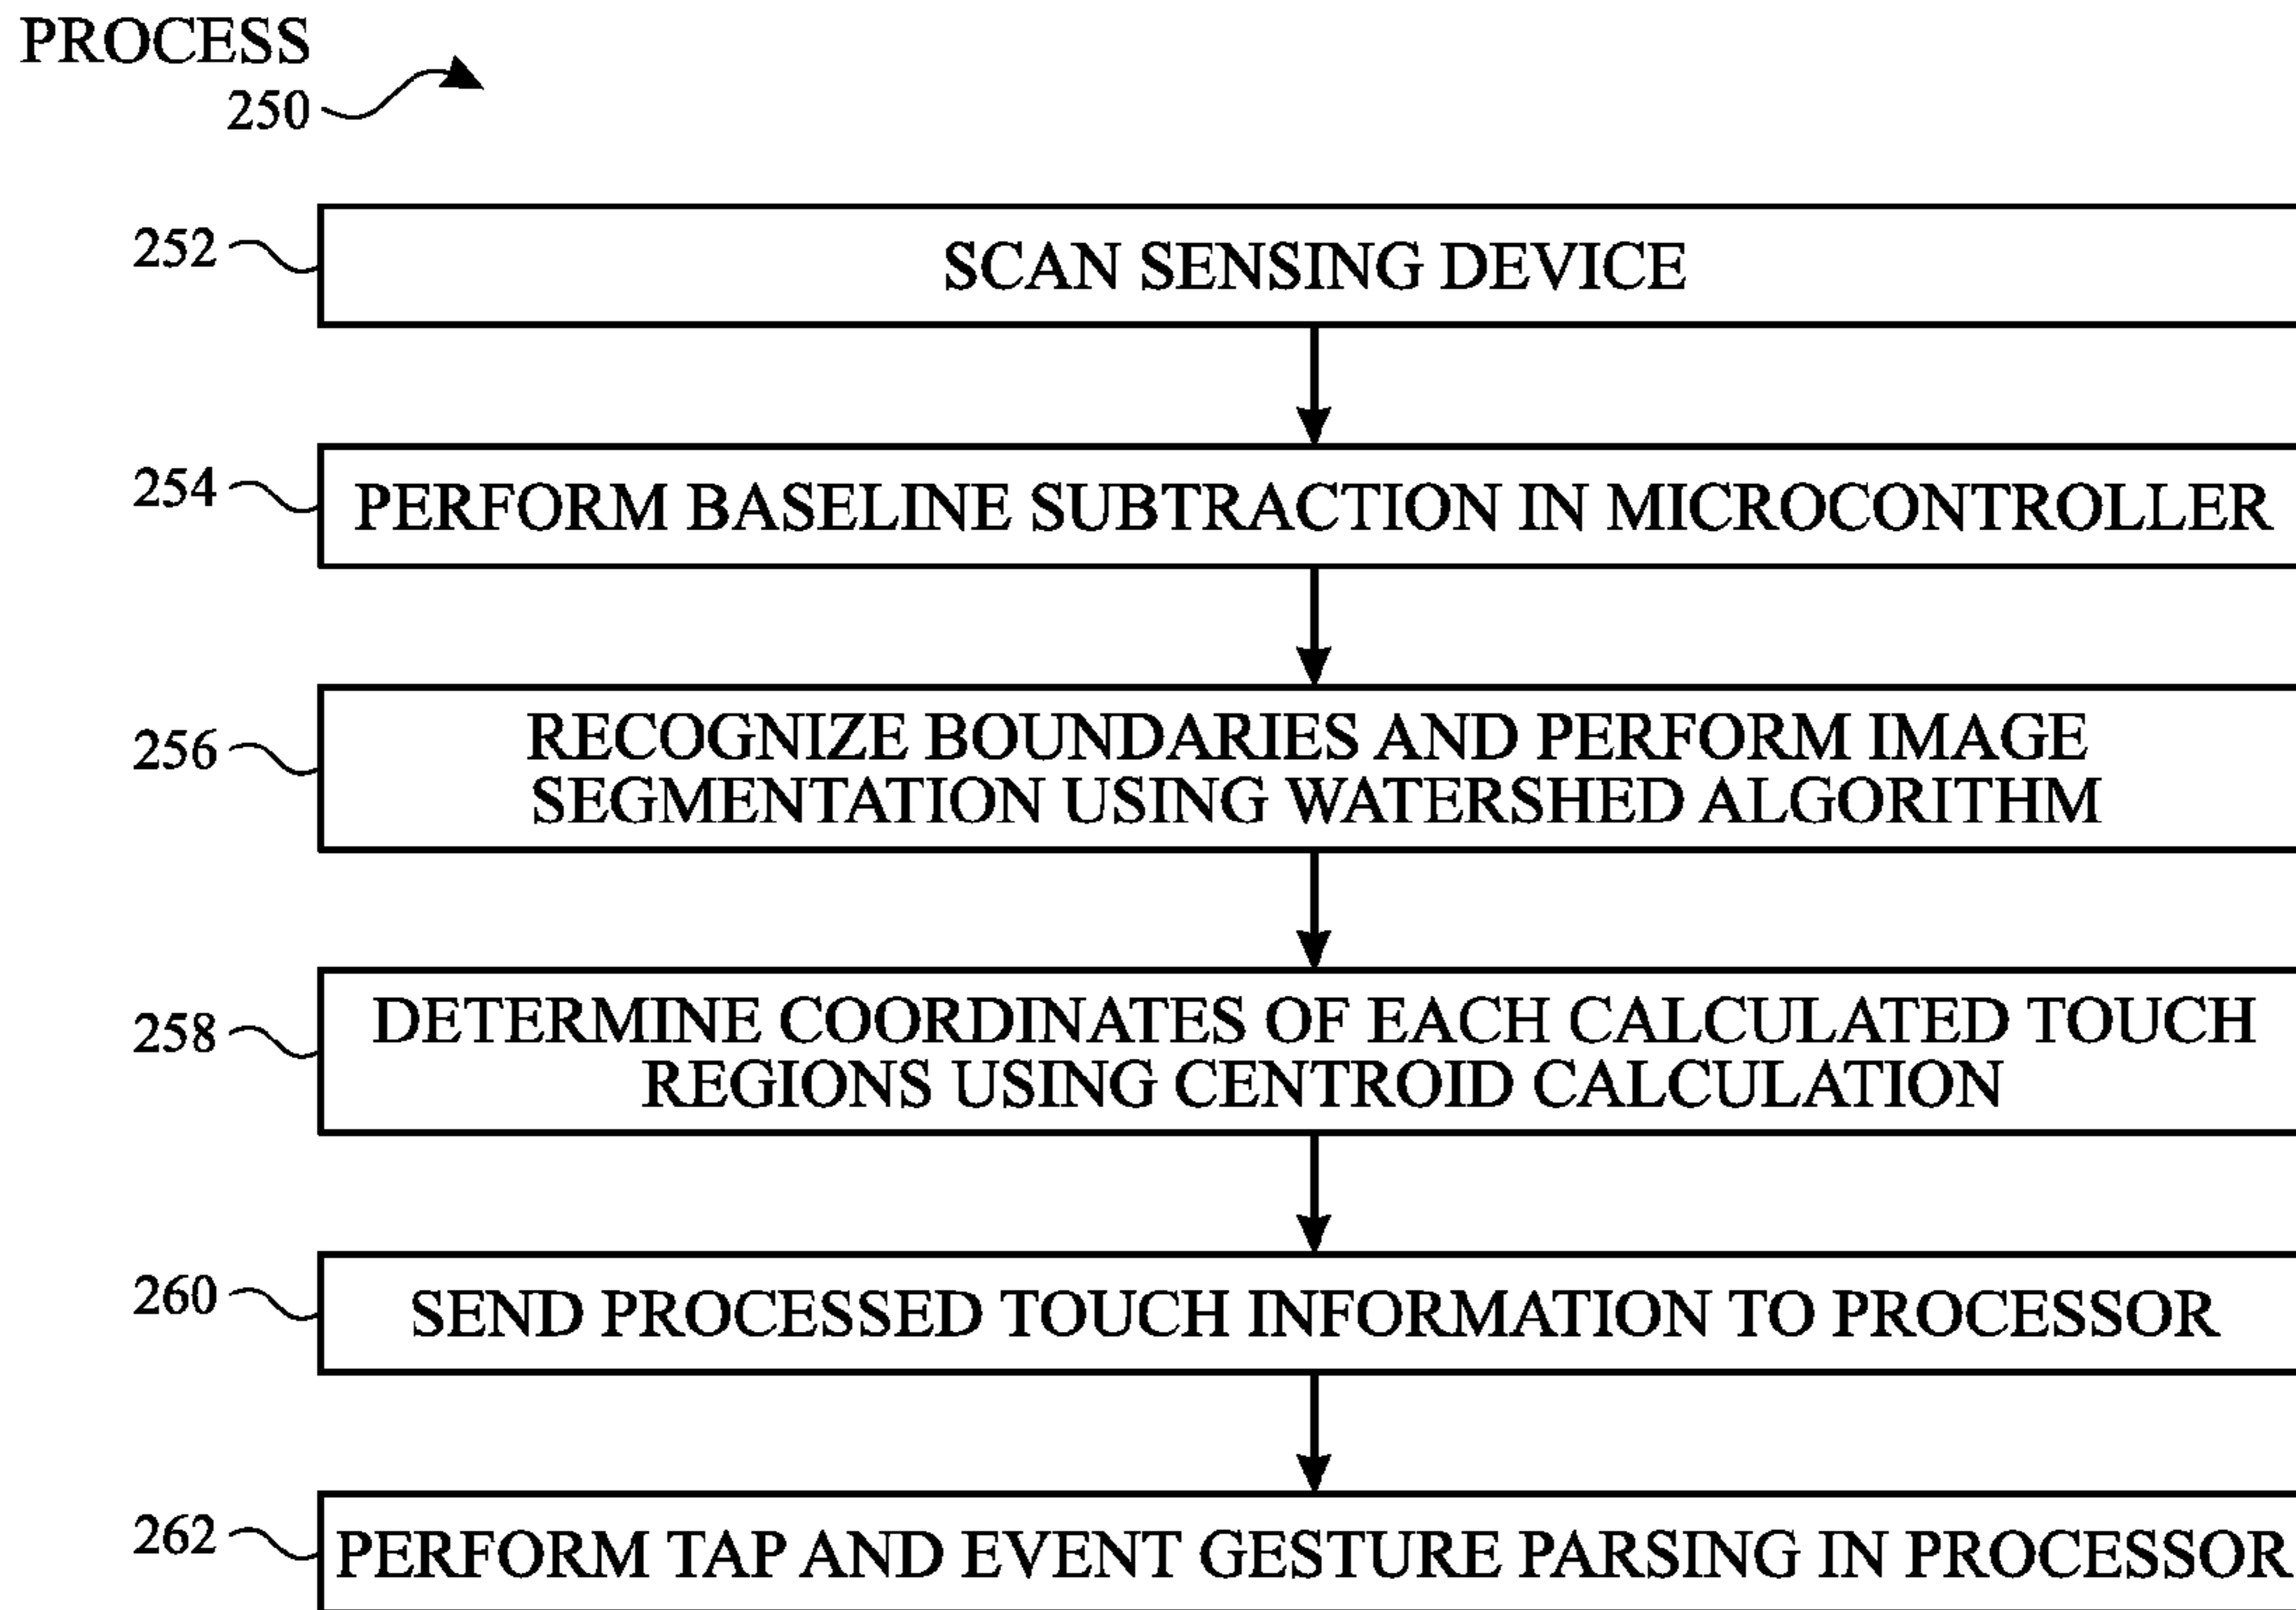 PROCESS
250
252
SCAN SENSING DEVICE
254
PERFORM BASELINE SUBTRACTION IN MICROCONTROLLER
256
RECOGNIZE BOUNDARIES AND PERFORM IMAGE
SEGMENTATION USING WATERSHED ALGORITHM
258
DETERMINE COORDINATES OF EACH CALCULATED TOUCH
REGIONS USING CENTROID CALCULATION
260
SEND PROCESSED TOUCH INFORMATION TO PROCESSOR
262
PERFORM TAP AND EVENT GESTURE PARSING IN PROCESSOR